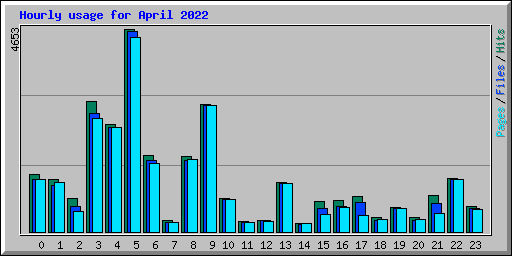 Hourly usage for April 2022
4653
Pages / Files / Hits
0 1 2 3 4 5 6 7 8 9 10 11 12 13 14 15 16 17 18 19 20 21 22 23